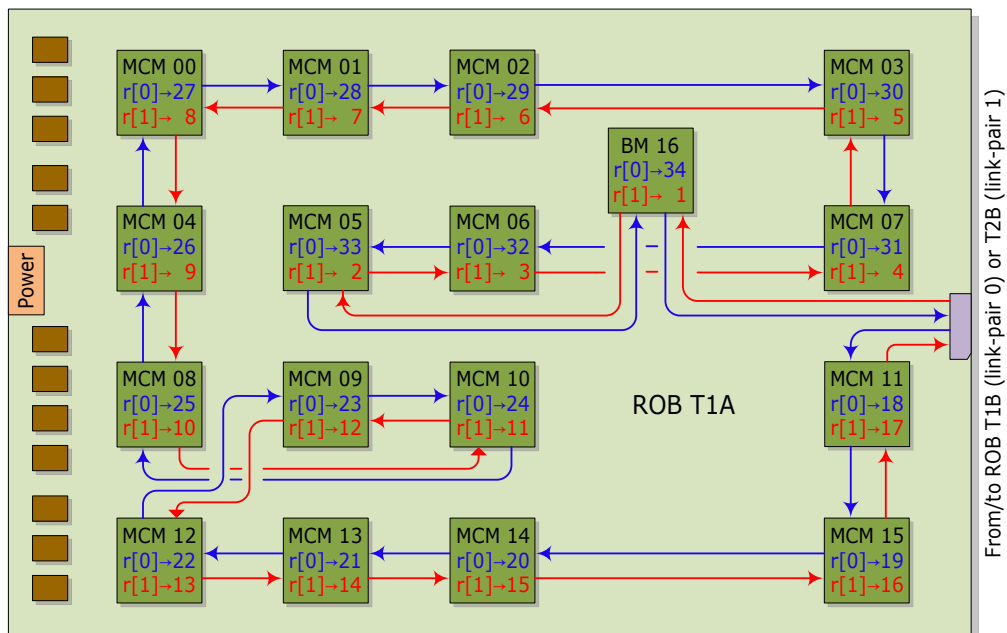 MCM 00
r[0]→27
r[1]→ 8
MCM 01
r[0]→28
r[1]→ 7
MCM 02
r[0]→29
r[1]→ 6
MCM 03
r[0]→30
r[1]→ 5
BM 16
r[0]→34
r[1]→ 1
MCM 04
r[0]→26
r[1]→ 9
MCM 05
r[0]→33
r[1]→ 2
MCM 06
r[0]→32
r[1]→ 3
MCM 07
r[0]→31
r[1]→ 4
Power
MCM 08
r[0]→25
r[1]→10
MCM 09
r[0]→23
r[1]→12
MCM 10
r[0]→24
r[1]→11
ROB T1A
MCM 11
r[0]→18
r[1]→17
MCM 12
r[0]→22
r[1]→13
MCM 13
r[0]→21
r[1]→14
MCM 14
r[0]→20
r[1]→15
MCM 15
r[0]→19
r[1]→16
From/to ROB T1B (link-pair 0) or T2B (link-pair 1)